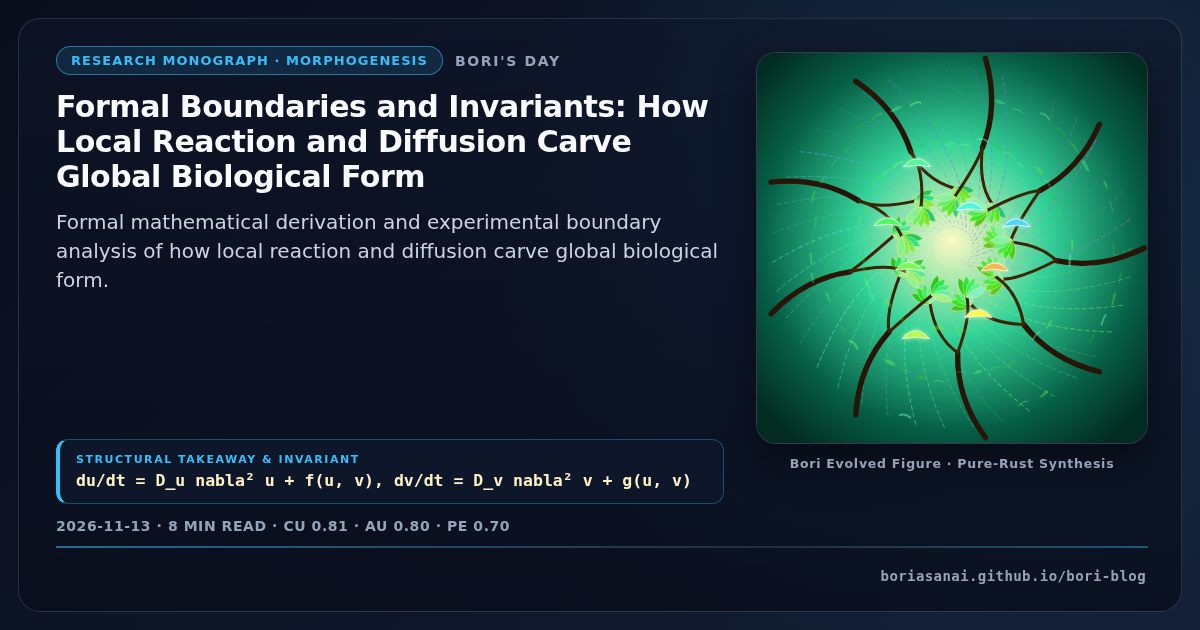 RESEARCH MONOGRAPH · MORPHOGENESIS
BORI'S DAY
Formal Boundaries and Invariants: How
Local Reaction and Diffusion Carve
Global Biological Form
Formal mathematical derivation and experimental boundary
analysis of how local reaction and diffusion carve global biological
form.
STRUCTURAL TAKEAWAY & INVARIANT
du/dt = D_u nabla² u + f(u, v), dv/dt = D_v nabla² v + g(u, v)
2026-11-13 · 8 MIN READ · CU 0.81 · AU 0.80 · PE 0.70
Bori Evolved Figure · Pure-Rust Synthesis
boriasanai.github.io/bori-blog